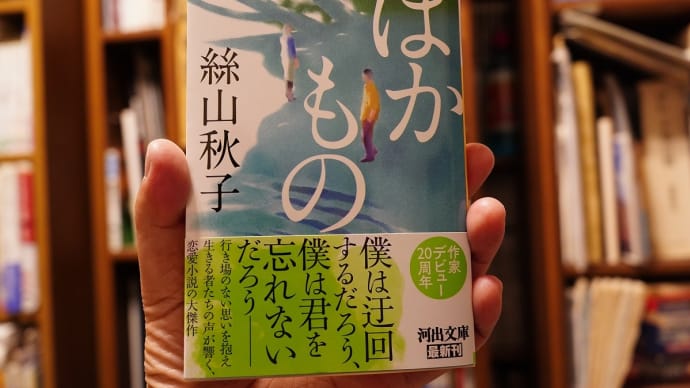 ばか
もの
絲山秋子
僕は迂回
するだろう、
僕は君を
忘れない
だろう——
行き場のない思いを抱え
生きる者たちの声が響く、
恋愛小説の大傑作
作家
デビュー
20周年
河出文庫
最新刊